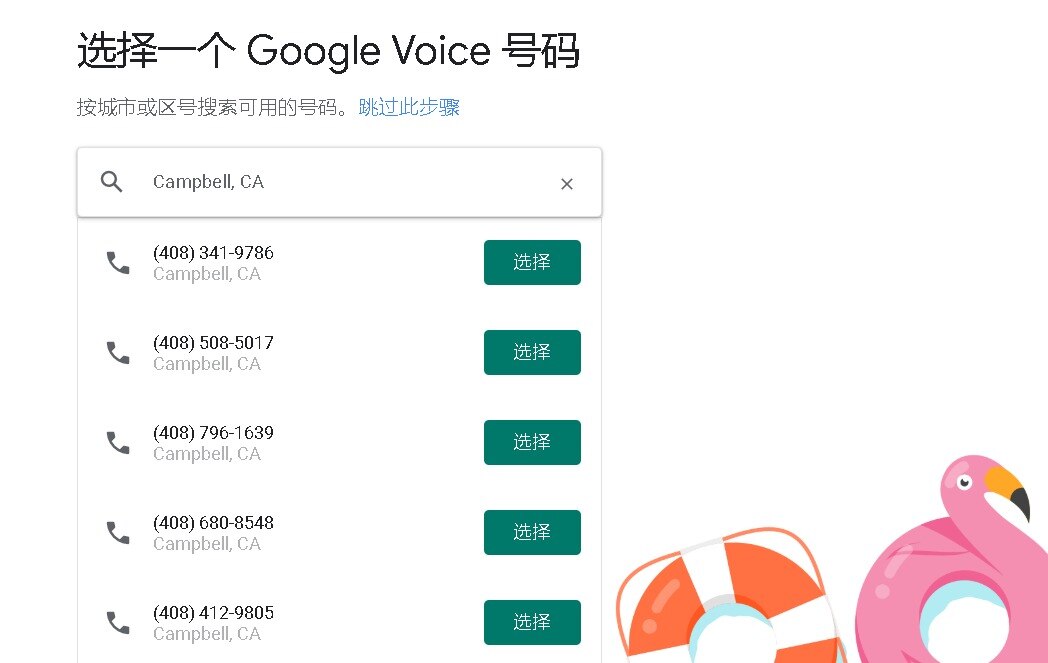 选择一个 Google Voice 号码
按城市或区号搜索可用的号码。跳过此步骤
Campbell, CA
(408) 341-9786
Campbell, CA
选择
(408) 508-5017
Campbell, CA
选择
(408) 796-1639
Campbell, CA
选择
(408) 680-8548
Campbell, CA
选择
(408) 412-9805
Campbell, CA
选择